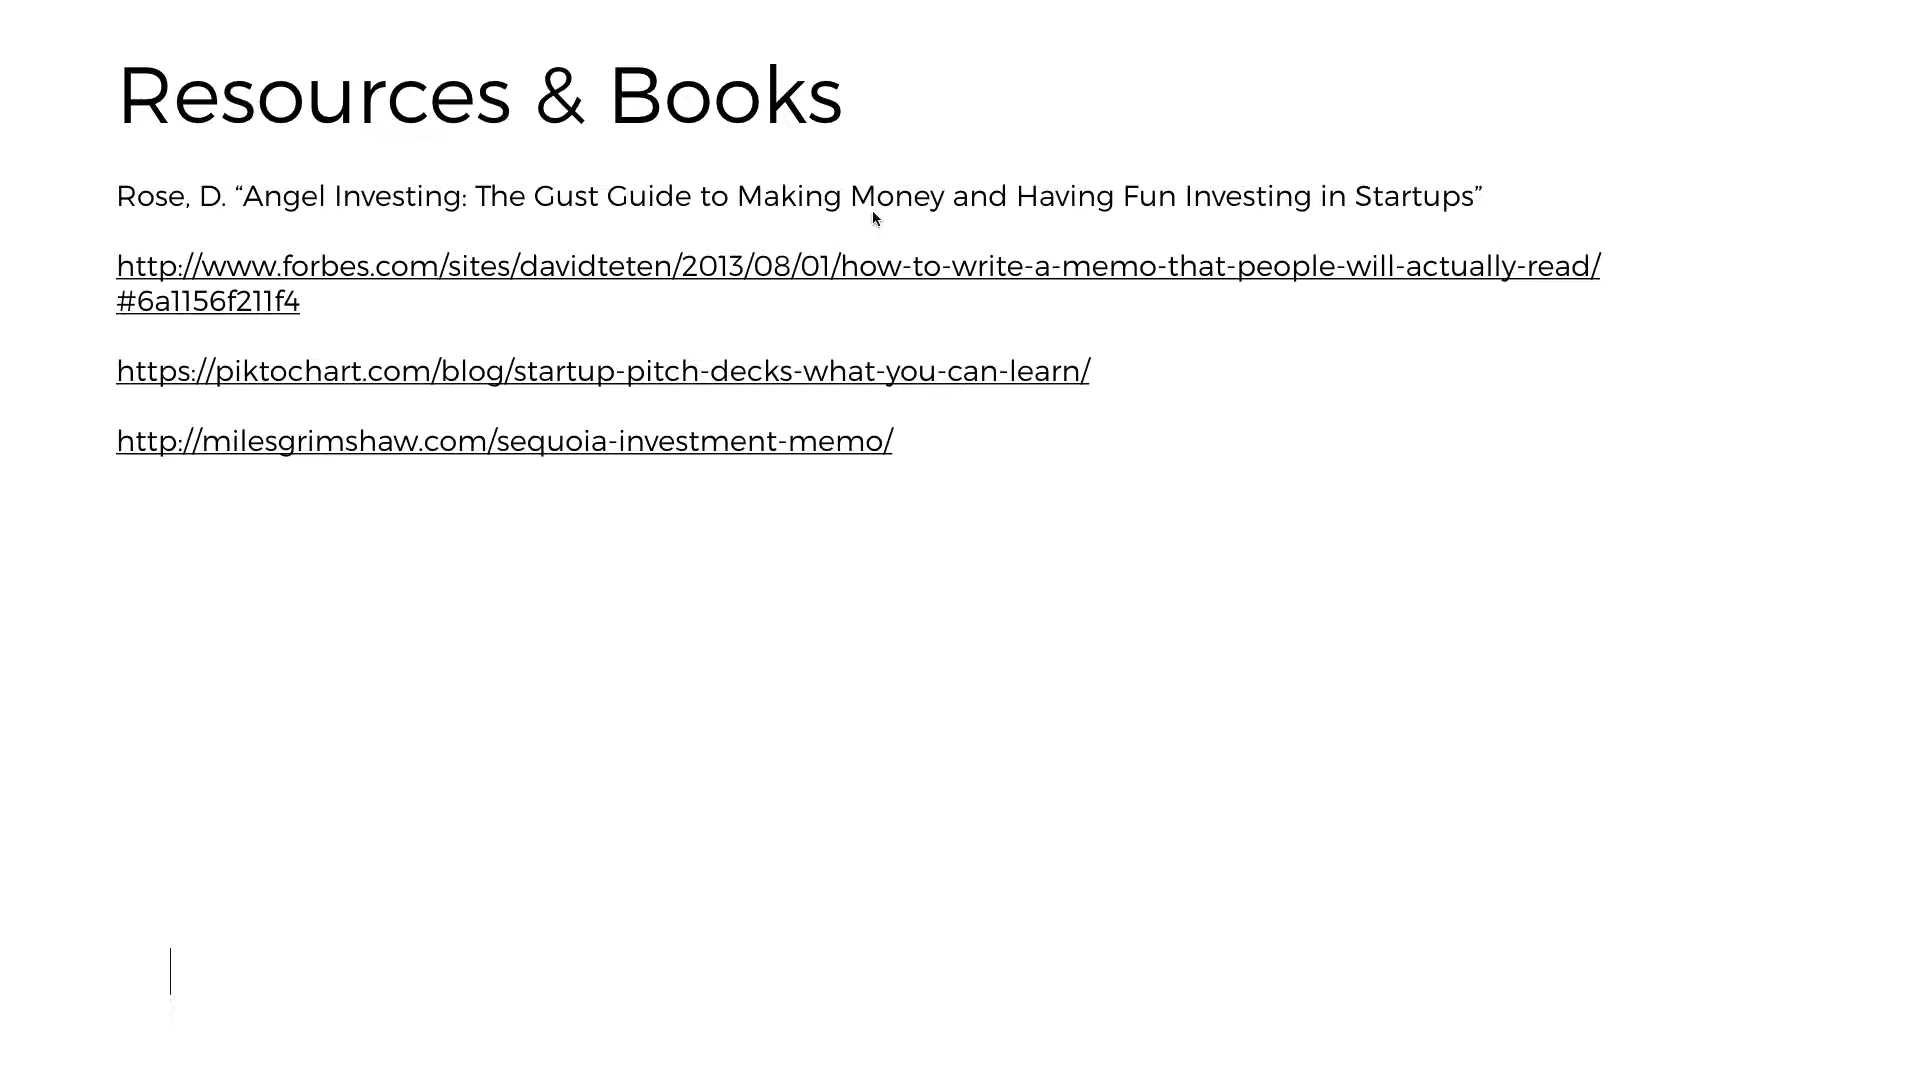 Resources & Books
Rose, D. “Angel Investing: The Gust Guide to Making Money and Having Fun Investing in Startups”
http://www.forbes.com/sites/davidteten/2013/08/01/how-to-write-a-memo-that-people-will-actually-read/
#6a1156f211f4
https://piktochart.com/blog/startup-pitch-decks-what-you-can-learn/
http://milesgrimshaw.com/sequoia-investment-memo/